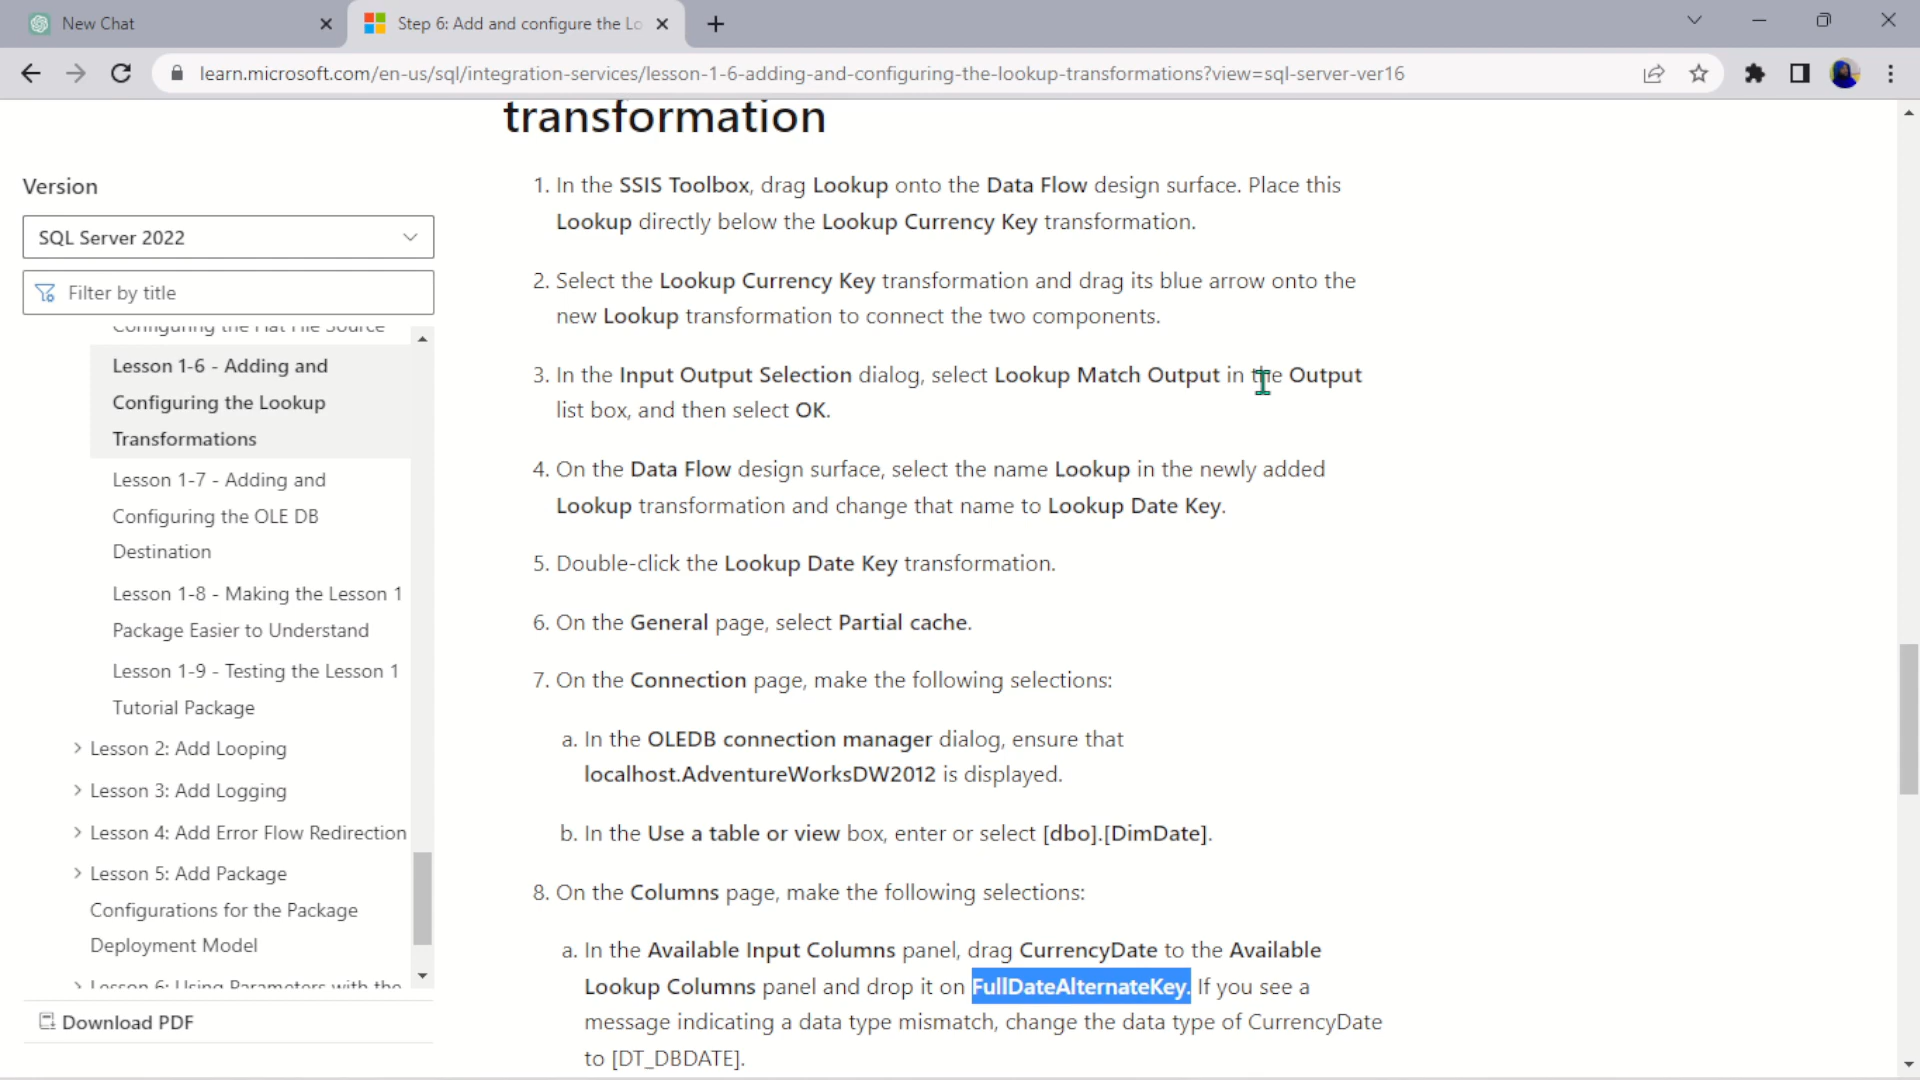 New Chat
Step 6: Add and configure the Lo
learn.microsoft.com/en-us/sql/integration-services/lesson-1-6-adding-and-configuring-the-lookup-transformations?view=sql-server-ver16
transformation
Version
SQL Server 2022
Filter by title
Configuring the Flat File Source
Lesson 1-6 - Adding and
Configuring the Lookup
Transformations
Lesson 1-7 - Adding and
Configuring the OLE DB
Destination
Lesson 1-8 - Making the Lesson 1
Package Easier to Understand
Lesson 1-9 - Testing the Lesson 1
Tutorial Package
Lesson 2: Add Looping
Lesson 3: Add Logging
Lesson 4: Add Error Flow Redirection
Lesson 5: Add Package
Configurations for the Package
Deployment Model
Lesson 6: Using Parameters with the
Download PDF
1. In the SSIS Toolbox, drag Lookup onto the Data Flow design surface. Place this
Lookup directly below the Lookup Currency Key transformation.
2. Select the Lookup Currency Key transformation and drag its blue arrow onto the
new Lookup transformation to connect the two components.
3. In the Input Output Selection dialog, select Lookup Match Output in the Output
list box, and then select OK.
4. On the Data Flow design surface, select the name Lookup in the newly added
Lookup transformation and change that name to Lookup Date Key.
5. Double-click the Lookup Date Key transformation.
6. On the General page, select Partial cache.
7. On the Connection page, make the following selections:
a. In the OLEDB connection manager dialog, ensure that
localhost.AdventureWorksDW2012 is displayed.
b. In the Use a table or view box, enter or select [dbo].[DimDate].
8. On the Columns page, make the following selections:
a. In the Available Input Columns panel, drag CurrencyDate to the Available
Lookup Columns panel and drop it on FullDateAlternateKey. If you see a
message indicating a data type mismatch, change the data type of CurrencyDate
to [DT_DBDATE].